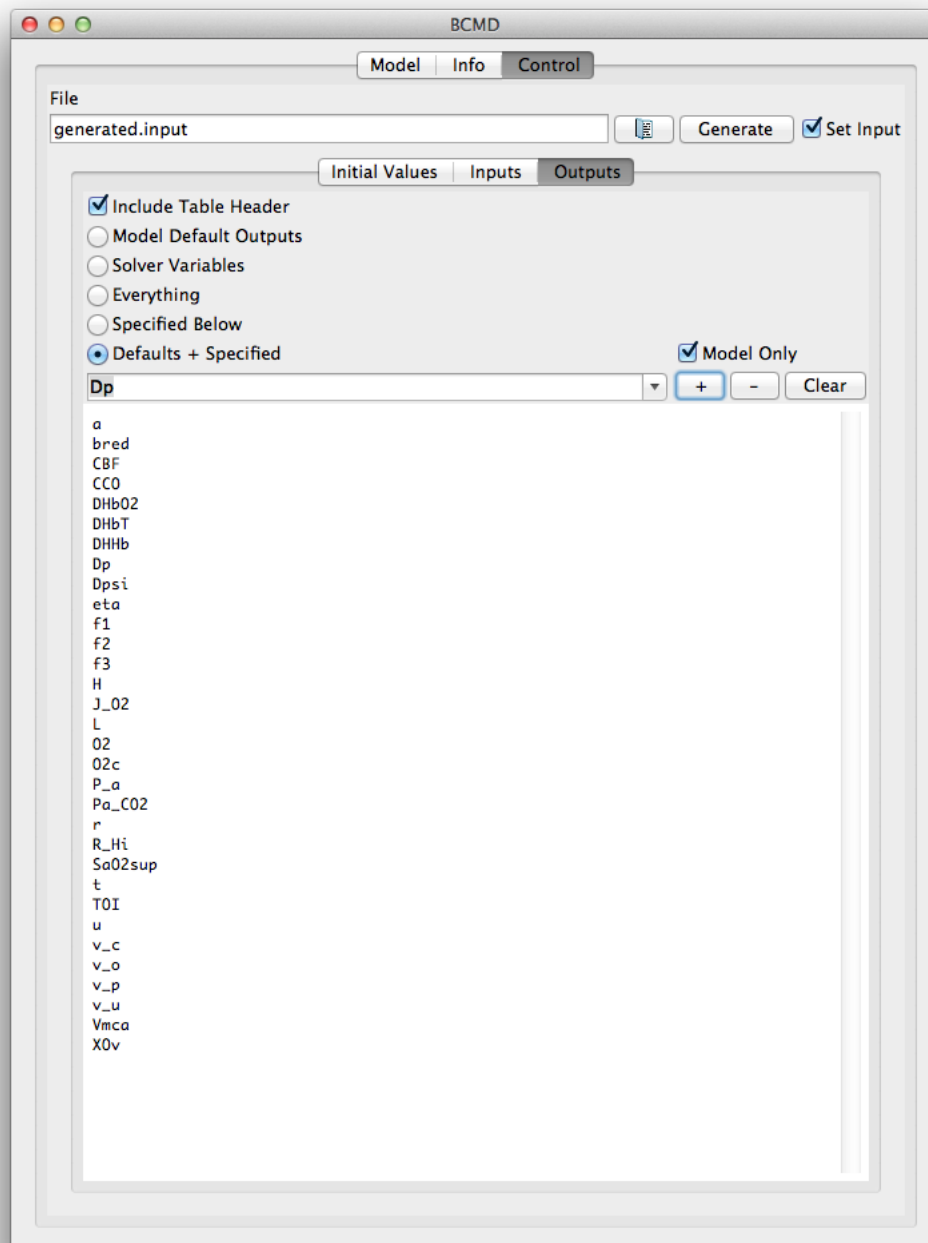 BCMD
Model Info Control
File
generated.input Generate Set Input
Initial Values Inputs Outputs
Include Table Header
Model Default Outputs
Solver Variables
Everything
Specified Below
Defaults + Specified Model Only
Dp + - Clear
a
bred
CBF
CCO
DHbO2
DHbT
DHHb
Dp
Dpsi
eta
f1
f2
f3
H
J_O2
L
O2
O2c
P_a
Pa_CO2
r
R_Hi
SaO2sup
t
TOI
u
v_c
v_o
v_p
v_u
Vmca
XOv